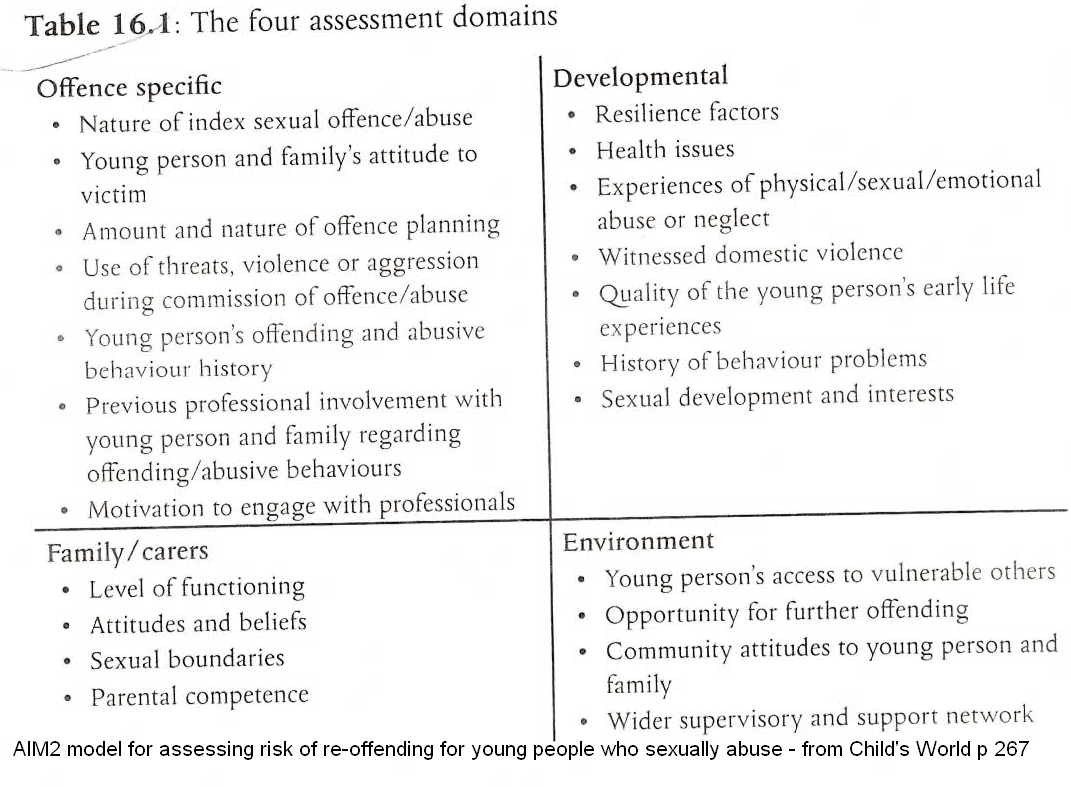 Table 16.1: The four assessment domains
Offence specific
• Nature of index sexual offence/abuse
• Young person and family's attitude to
victim
• Amount and nature of offence planning
• Use of threats, violence or aggression
during commission of offence/abuse
• Young person's offending and abusive
behaviour history
• Previous professional involvement with
young person and family regarding
offending/abusive behaviours
• Motivation to engage with professionals
Developmental
• Resilience factors
• Health issues
• Experiences of physical/sexual/emotional
abuse or neglect
• Witnessed domestic violence
• Quality of the young person's early life
experiences
• History of behaviour problems
• Sexual development and interests
Family/carers
• Level of functioning
• Attitudes and beliefs
• Sexual boundaries
• Parental competence
Environment
• Young person's access to vulnerable others
• Opportunity for further offending
• Community attitudes to young person and
family
• Wider supervisory and support network
AIM2 model for assessing risk of re-offending for young people who sexually abuse - from Child's World p 267